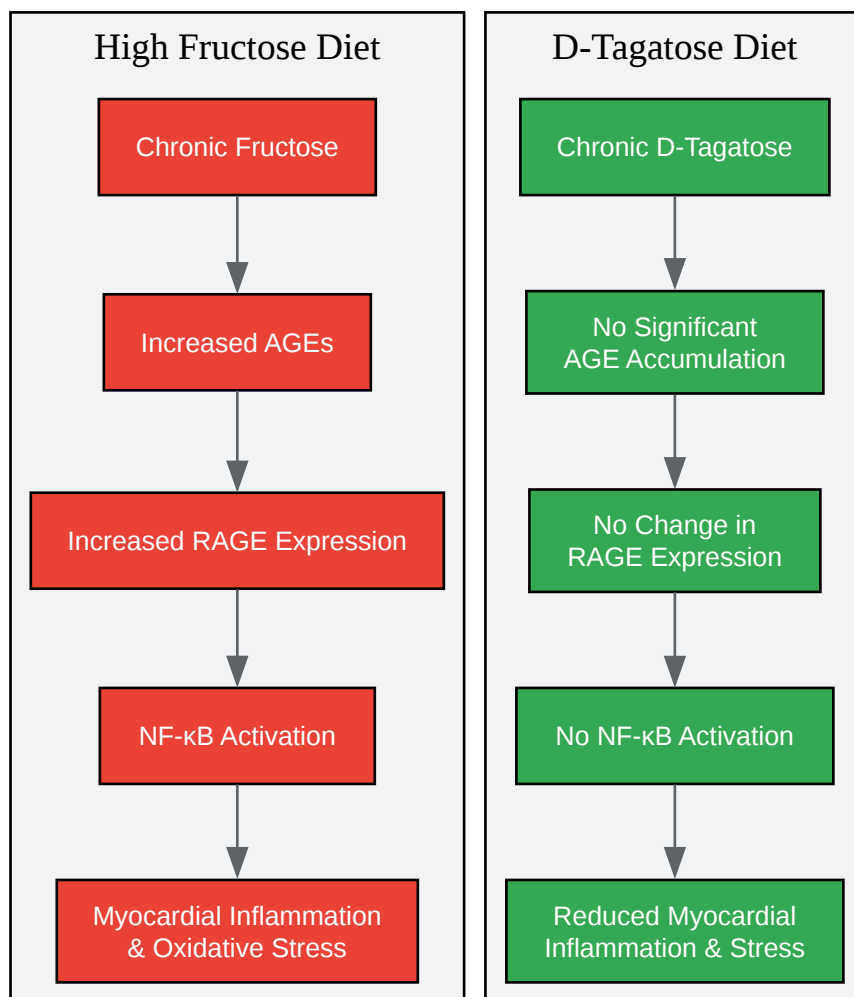 High Fructose Diet
Chronic Fructose
Increased AGEs
Increased RAGE Expression
NF-κB Activation
Myocardial Inflammation
& Oxidative Stress
D-Tagatose Diet
Chronic D-Tagatose
No Significant
AGE Accumulation
No Change in
RAGE Expression
No NF-κB Activation
Reduced Myocardial
Inflammation & Stress